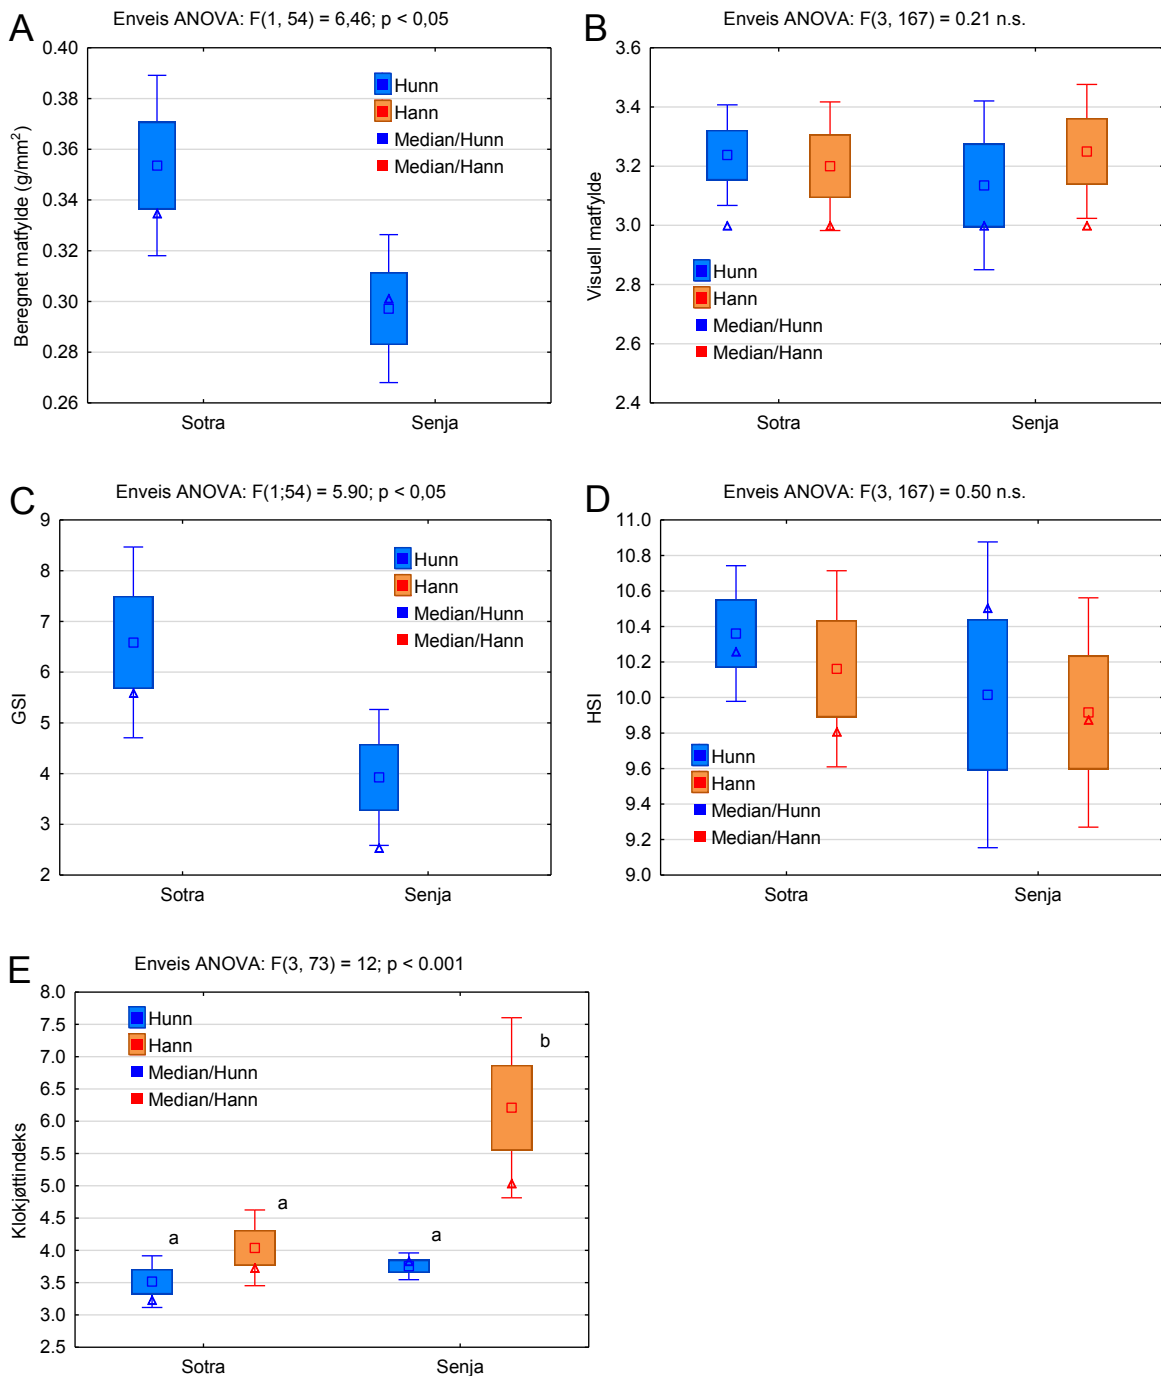 A
Enveis ANOVA: F(1, 54) = 6,46; p < 0,05
0.40
0.38
0.36
0.34
0.32
0.30
0.28
0.26
Beregnet matfylde (g/mm²)
Hunn
Hann
Median/Hunn
Median/Hann
Sotra
Senja
B
Enveis ANOVA: F(3, 167) = 0.21 n.s.
3.6
3.4
3.2
3.0
2.8
2.6
2.4
Visuell matfylde
Hunn
Hann
Median/Hunn
Median/Hann
Sotra
Senja
C
Enveis ANOVA: F(1;54) = 5.90; p < 0,05
9
8
7
6
5
4
3
2
GSI
Hunn
Hann
Median/Hunn
Median/Hann
Sotra
Senja
D
Enveis ANOVA: F(3, 167) = 0.50 n.s.
11.0
10.8
10.6
10.4
10.2
10.0
9.8
9.6
9.4
9.2
9.0
HSI
Hunn
Hann
Median/Hunn
Median/Hann
Sotra
Senja
E
Enveis ANOVA: F(3, 73) = 12; p < 0.001
8.0
7.5
7.0
6.5
6.0
5.5
5.0
4.5
4.0
3.5
3.0
2.5
Klokjøttindeks
Hunn
Hann
Median/Hunn
Median/Hann
a
a
a
b
Sotra
Senja